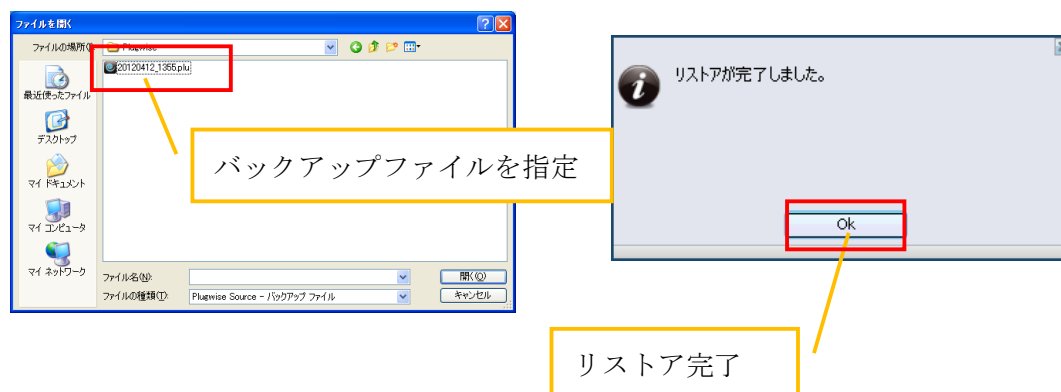 ファイルを開く
ファイルの場所(I):
Plugwise
20120412_1355.plu
最近使ったファイル
デスクトップ
マイ ドキュメント
マイ コンピュータ
マイ ネットワーク
ファイル名(N):
開く(O)
ファイルの種類(T):
Plugwise Source - バックアップ ファイル
キャンセル
バックアップファイルを指定
リストアが完了しました。
Ok
リストア完了